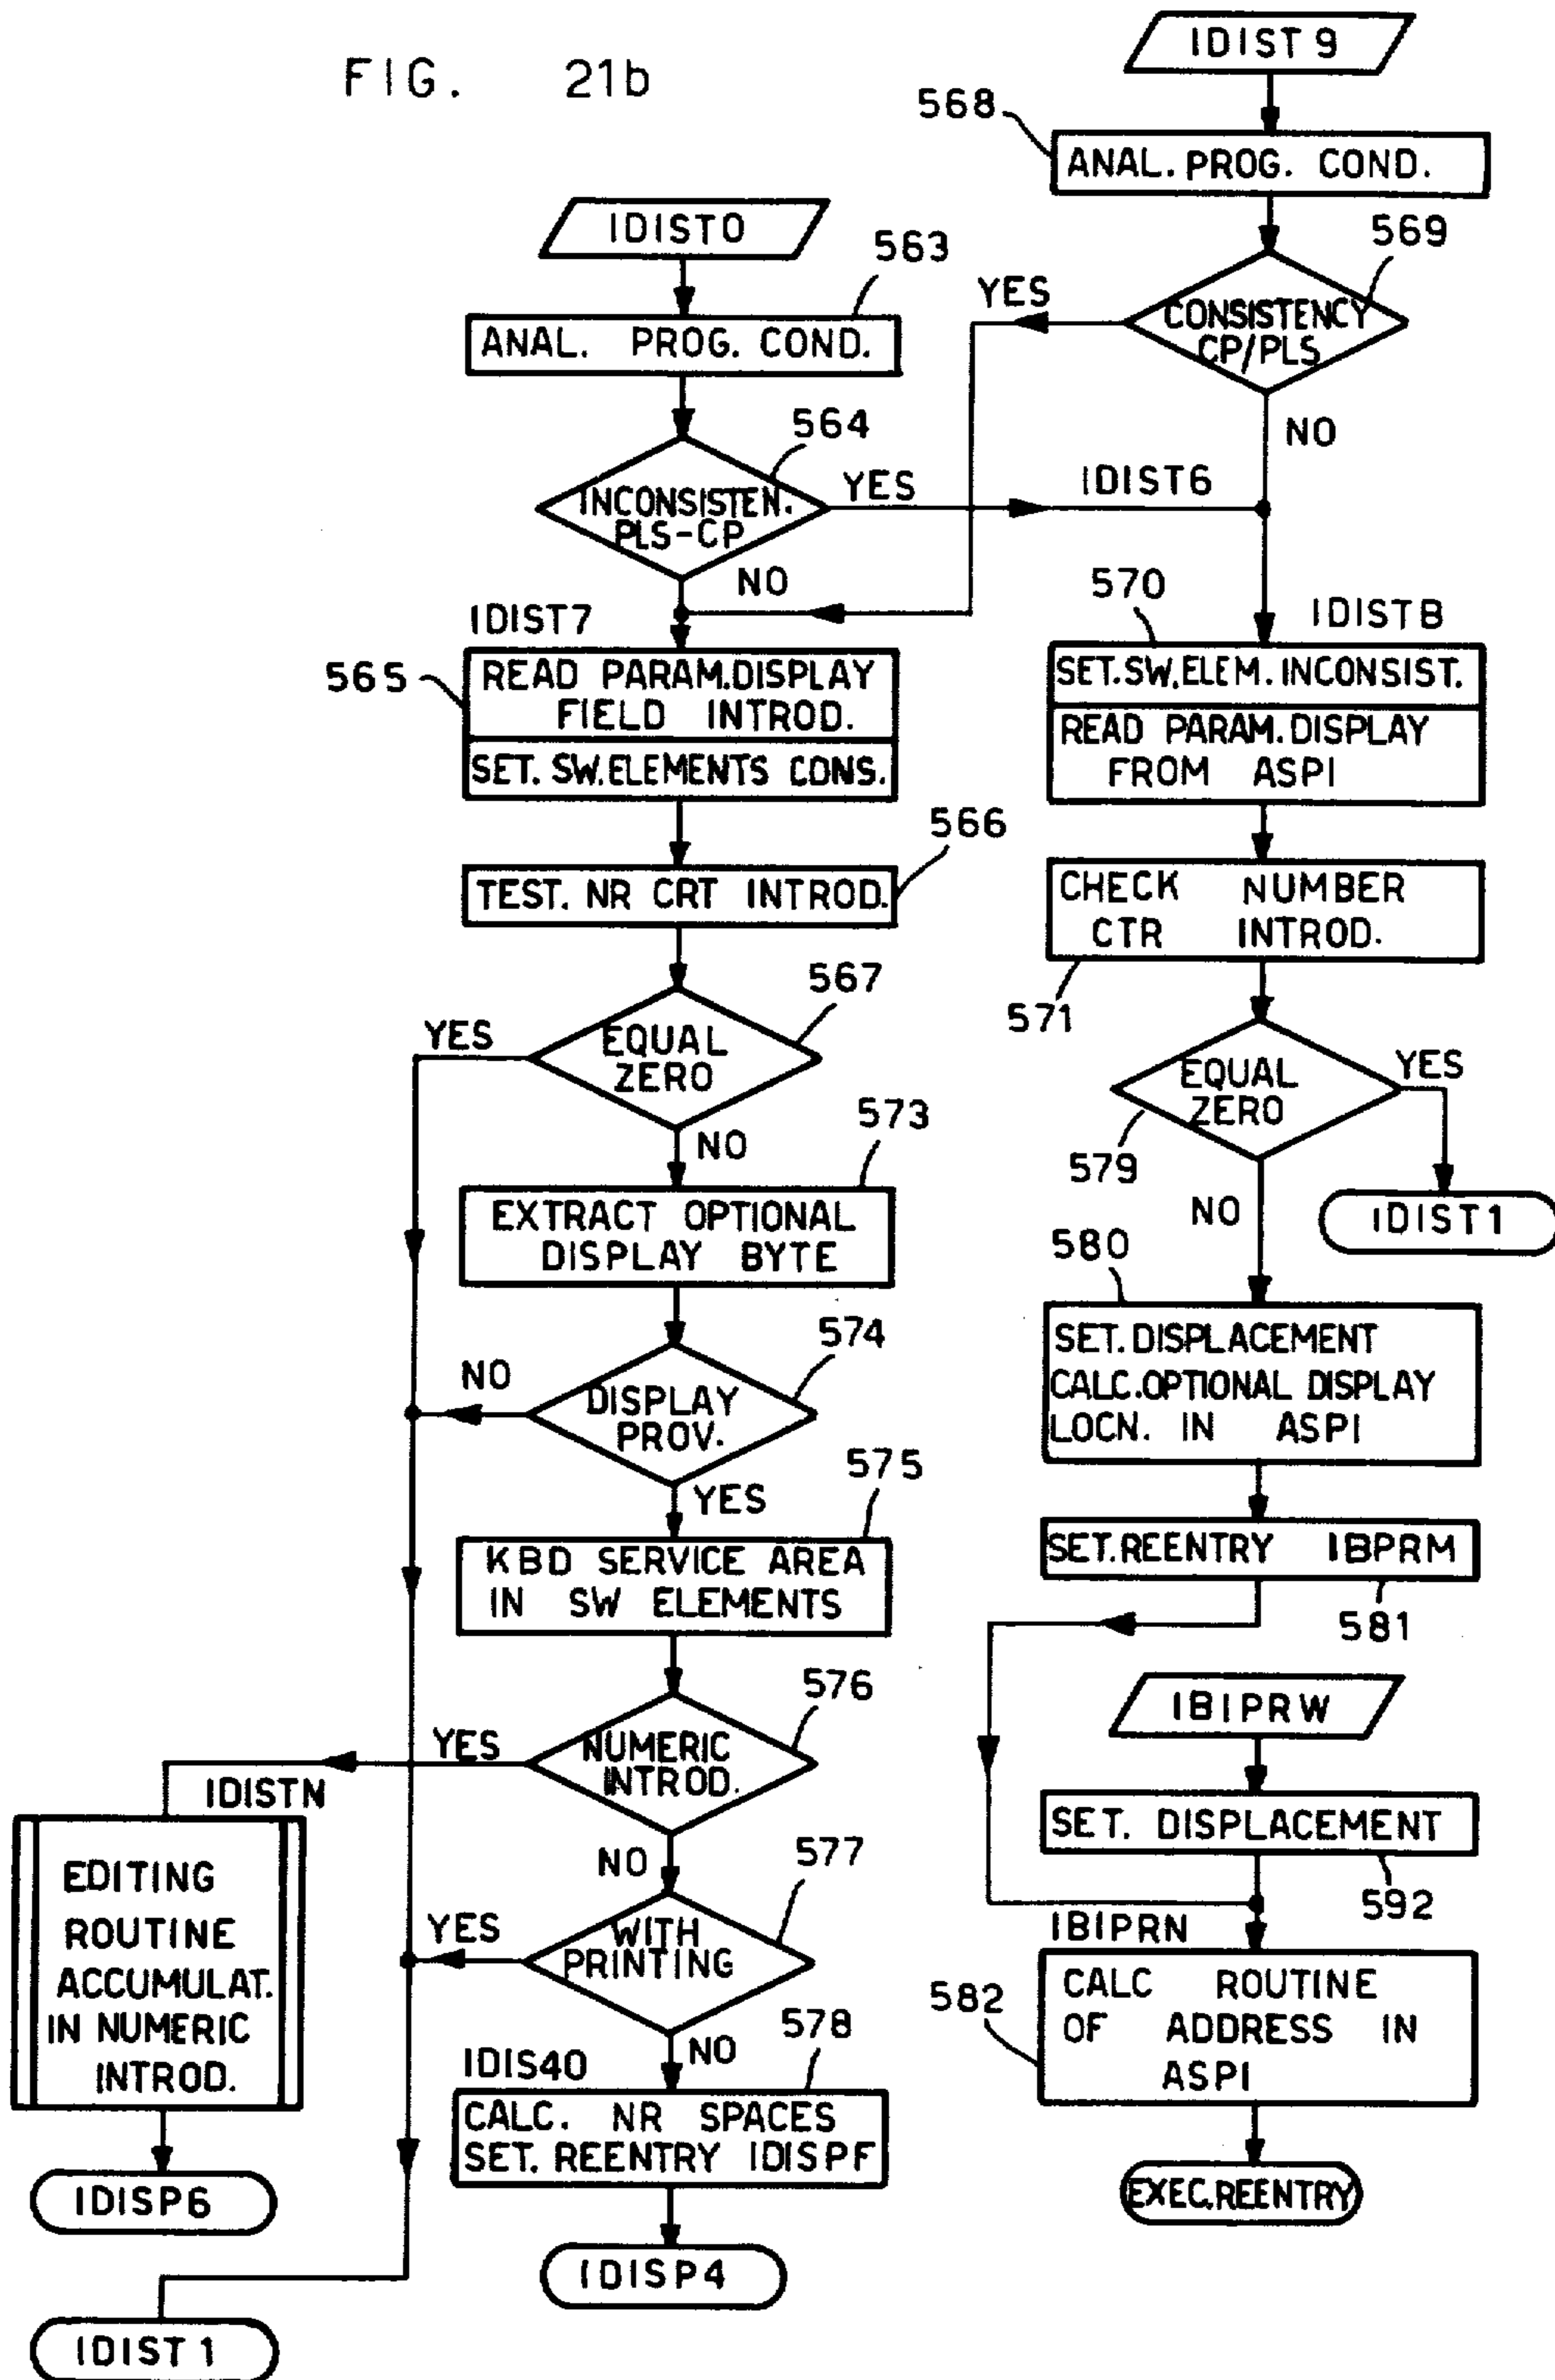 FIG. 21b
IDIST 9
568
ANAL. PROG. COND.
569
CONSISTENCY
CP/PLS
YES
NO
IDIST0
563
ANAL. PROG. COND.
564
INCONSISTEN.
PLS-CP
YES
IDIST6
NO
IDIST7
565
READ PARAM.DISPLAY
FIELD INTROD.
SET. SW.ELEMENTS CONS.
566
TEST. NR CRT INTROD.
567
EQUAL
ZERO
YES
NO
573
EXTRACT OPTIONAL
DISPLAY BYTE
574
DISPLAY
PROV.
NO
YES
575
KBD SERVICE AREA
IN SW ELEMENTS
576
NUMERIC
INTROD.
YES
NO
IDISTN
EDITING
ROUTINE
ACCUMULAT.
IN NUMERIC
INTROD.
IDISP6
577
WITH
PRINTING
YES
NO
578
IDIS40
CALC. NR SPACES
SET. REENTRY IDISPF
IDISP4
IDIST 1
570
IDIST8
SET.SW.ELEM. INCONSIST.
READ PARAM.DISPLAY
FROM ASPI
CHECK NUMBER
CTR INTROD.
571
EQUAL
ZERO
YES
579
NO
IDIST1
580
SET. DISPLACEMENT
CALC.OPTIONAL DISPLAY
LOCN. IN ASPI
SET.REENTRY IBPRM
581
IBIPRW
SET. DISPLACEMENT
592
IBIPRN
582
CALC ROUTINE
OF ADDRESS IN
ASPI
EXEC.REENTRY